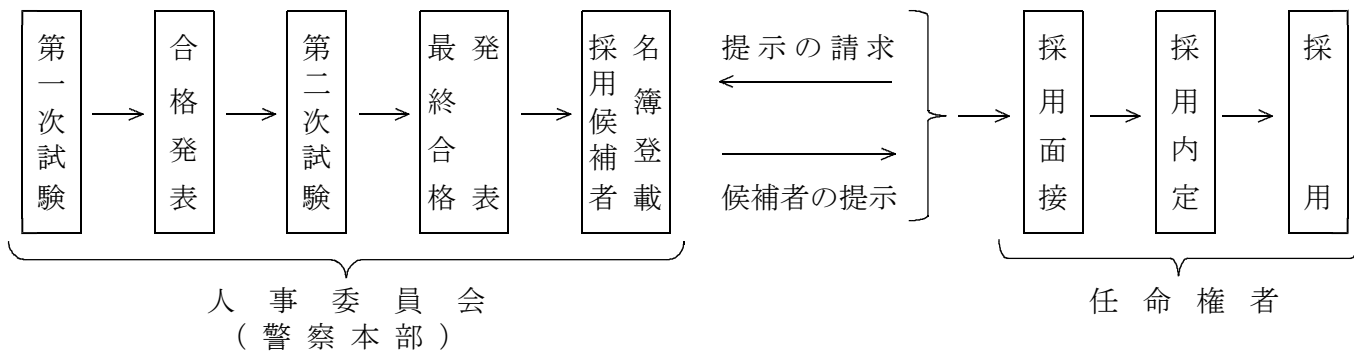 第一次試験
合格発表
第二次試験
最終合格
発表
採用候補者
名簿登載
提示の請求
候補者の提示
採用面接
採用内定
採用
人事委員会
(警察本部)
任命権者